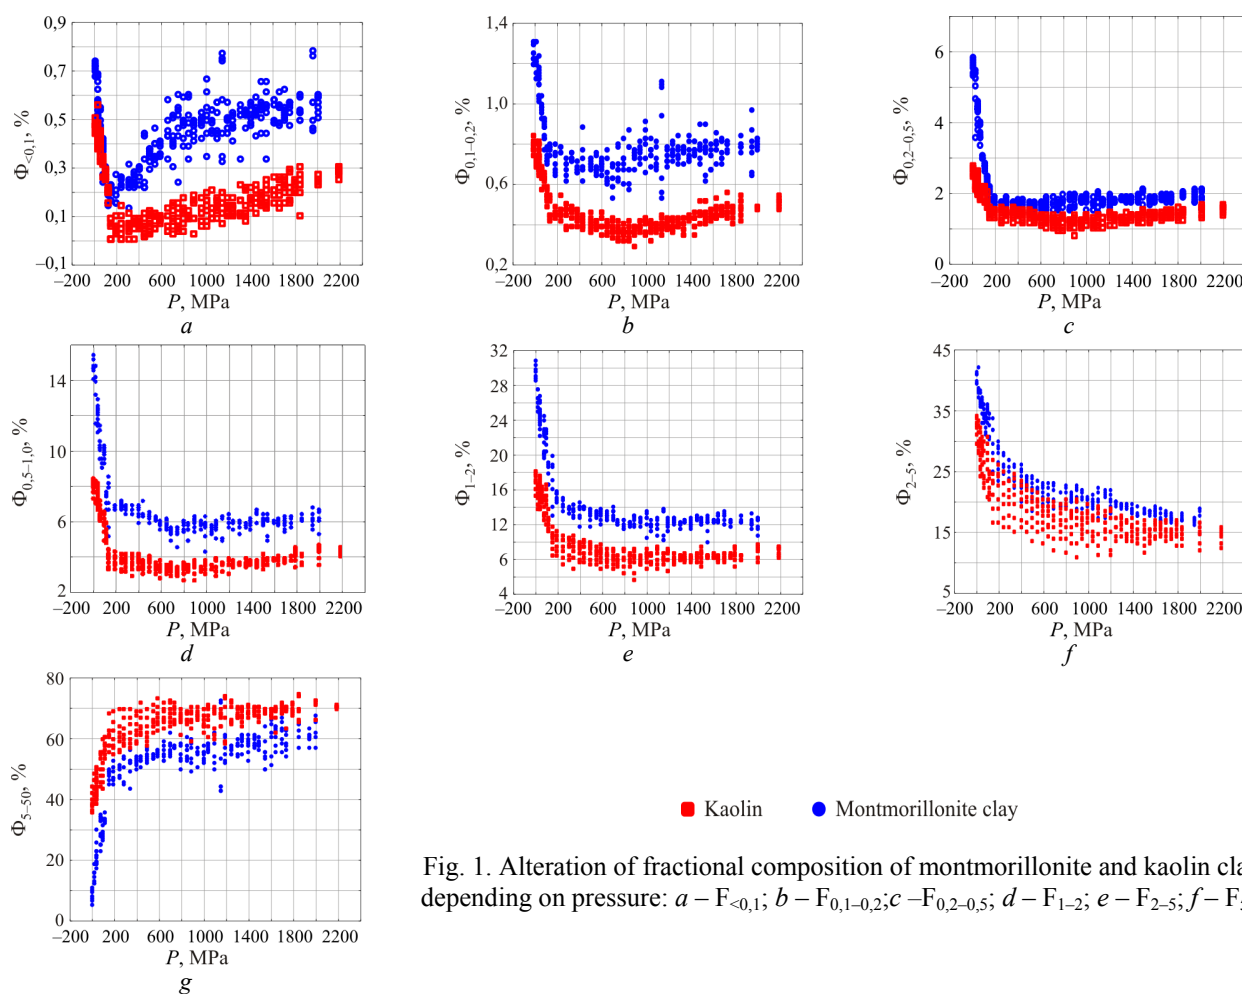 0,9
0,7
0,5
0,3
0,1
–0,1
Φ<0,1, %
–200 200 600 1000 1400 1800 2200
P, MPa
a
1,4
1,0
0,6
0,2
Φ0,1–0,2, %
–200 200 600 1000 1400 1800 2200
P, MPa
b
6
4
2
0
Φ0,2–0,5, %
–200 200 600 1000 1400 1800 2200
P, MPa
c
14
10
6
2
Φ0,5–1,0, %
–200 200 600 1000 1400 1800 2200
P, MPa
d
32
28
24
20
16
12
8
4
Φ1–2, %
–200 200 600 1000 1400 1800 2200
P, MPa
e
45
35
25
15
5
Φ2–5, %
–200 200 600 1000 1400 1800 2200
P, MPa
f
80
60
40
20
0
Φ5–50, %
–200 200 600 1000 1400 1800 2200
P, MPa
g
Kaolin Montmorillonite clay
Fig. 1. Alteration of fractional composition of montmorillonite and kaolin cla
depending on pressure: a – F<0,1; b – F0,1–0,2;c –F0,2–0,5; d – F1–2; e – F2–5; f – F